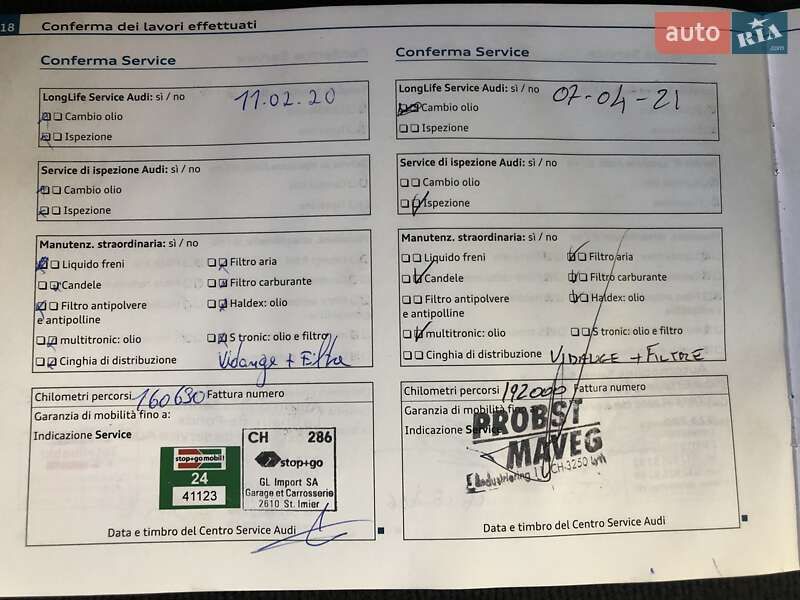 18 Conferma dei lavori effettuati
auto RIA .com
Conferma Service
LongLife Service Audi: sì / no 11.02.20
Cambio olio
Ispezione
Service di ispezione Audi: sì / no
Cambio olio
Ispezione
Manutenz. straordinaria: sì / no
Liquido freni Filtro aria
Candele Filtro carburante
Filtro antipolvere Haldex: olio
e antipolline
multitronic: olio S tronic: olio e filtro
Cinghia di distribuzione Vidange + Filtre
Chilometri percorsi 160630 Fattura numero
Garanzia di mobilità fino a:
Indicazione Service
stop+go mobil!
24
41123
CH 286
stop+go
GL Import SA
Garage et Carrosserie
2610 St. Imier
Data e timbro del Centro Service Audi
Conferma Service
LongLife Service Audi: sì / no 07-04-21
Cambio olio
Ispezione
Service di ispezione Audi: sì / no
Cambio olio
Ispezione
Manutenz. straordinaria: sì / no
Liquido freni Filtro aria
Candele Filtro carburante
Filtro antipolvere Haldex: olio
e antipolline
multitronic: olio S tronic: olio e filtro
Cinghia di distribuzione VIDANGE + FILTRE
Chilometri percorsi 192000 Fattura numero
Garanzia di mobilità fino a:
Indicazione Service
PROBST
MAVEG
Industriering CH-3250 Lyss
Data e timbro del Centro Service Audi